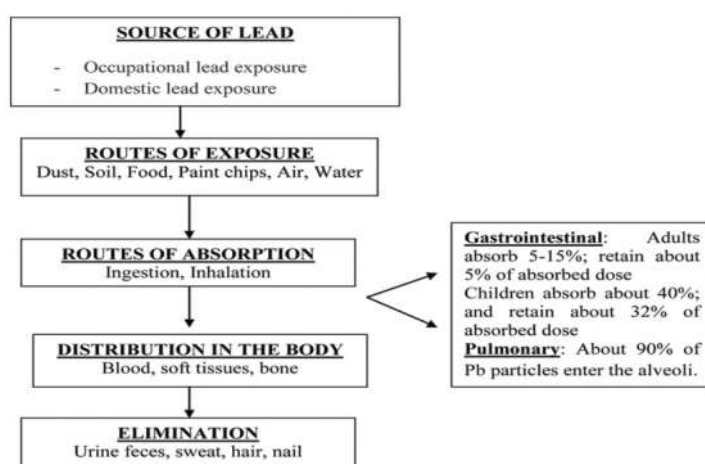 SOURCE OF LEAD
- Occupational lead exposure
- Domestic lead exposure
ROUTES OF EXPOSURE
Dust, Soil, Food, Paint chips, Air, Water
ROUTES OF ABSORPTION
Ingestion, Inhalation
Gastrointestinal: Adults
absorb 5-15%; retain about
5% of absorbed dose
Children absorb about 40%;
and retain about 32% of
absorbed dose
Pulmonary: About 90% of
Pb particles enter the alveoli.
DISTRIBUTION IN THE BODY
Blood, soft tissues, bone
ELIMINATION
Urine feces, sweat, hair, nail